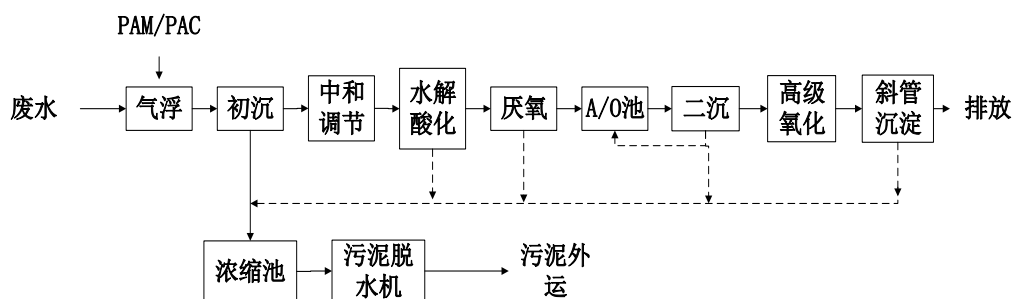 PAM/PAC
废水
气浮
初沉
中和
调节
水解
酸化
厌氧
A/O池
二沉
高级
氧化
斜管
沉淀
排放
浓缩池
污泥脱
水机
污泥外
运